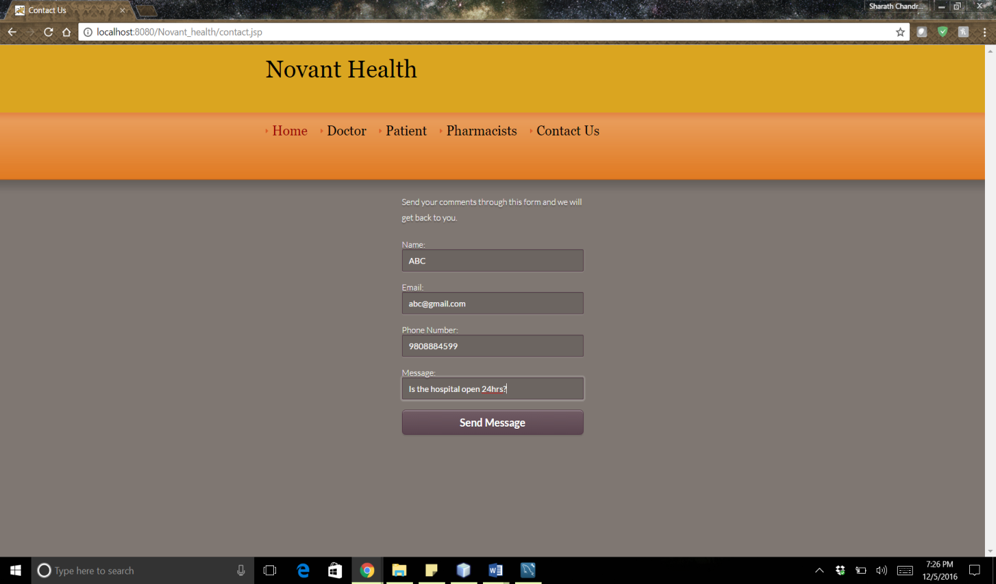 Contact Us
Sharath Chandr...
localhost:8080/Novant_health/contact.jsp
Novant Health
Home Doctor Patient Pharmacists Contact Us
Send your comments through this form and we will
get back to you.
Name:
ABC
Email:
abc@gmail.com
Phone Number:
9808884599
Message:
Is the hospital open 24hrs?
Send Message
Type here to search
7:26 PM
12/5/2016